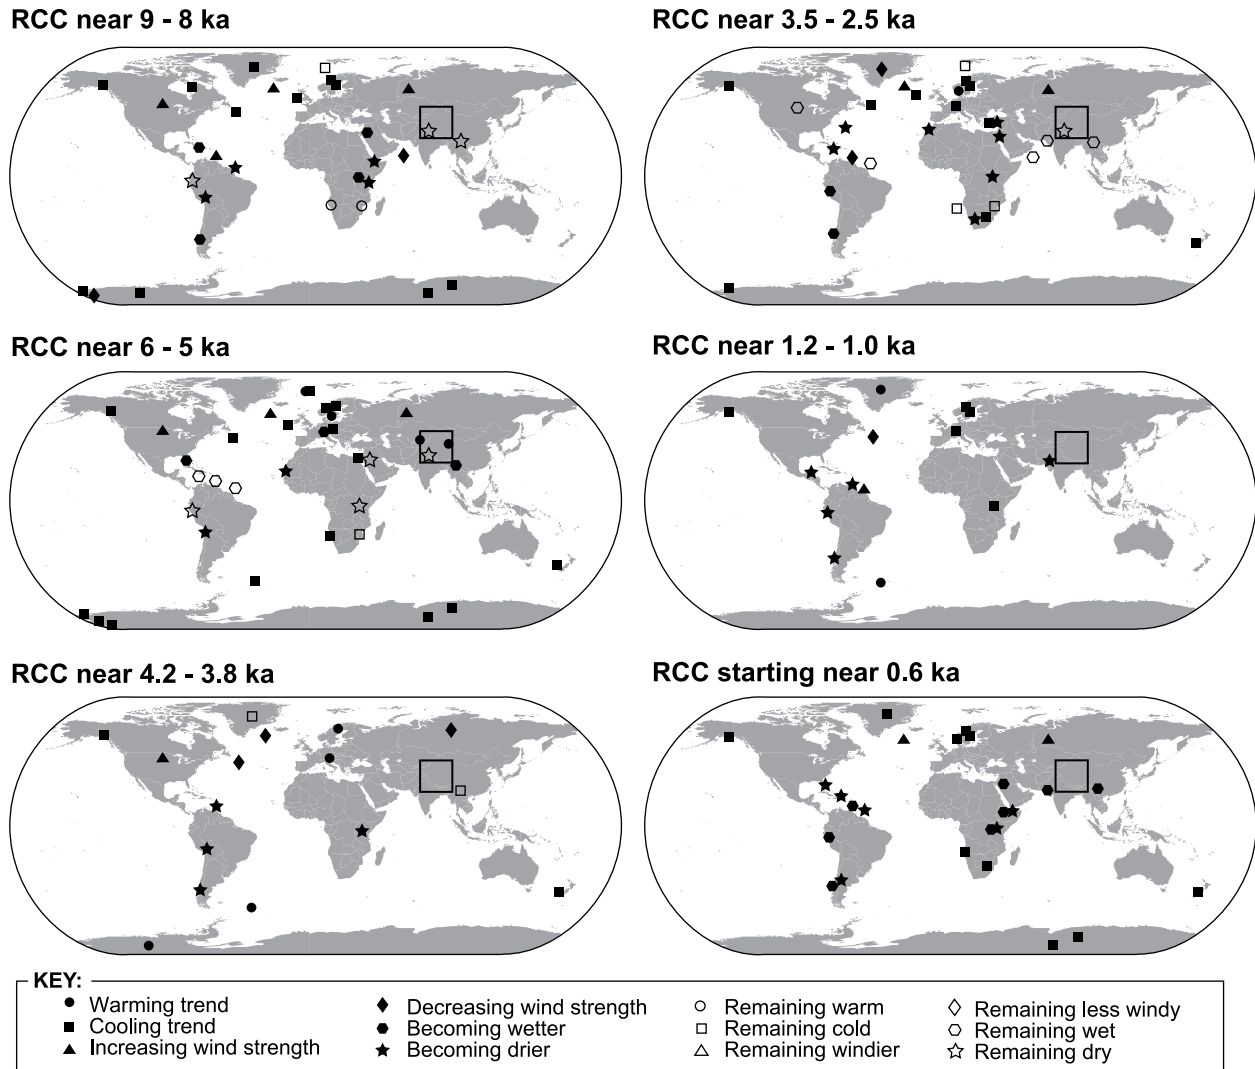 RCC near 9 - 8 ka
RCC near 3.5 - 2.5 ka
RCC near 6 - 5 ka
RCC near 1.2 - 1.0 ka
RCC near 4.2 - 3.8 ka
RCC starting near 0.6 ka
KEY:
Warming trend
Cooling trend
Increasing wind strength
Decreasing wind strength
Becoming wetter
Becoming drier
Remaining warm
Remaining cold
Remaining windier
Remaining less windy
Remaining wet
Remaining dry